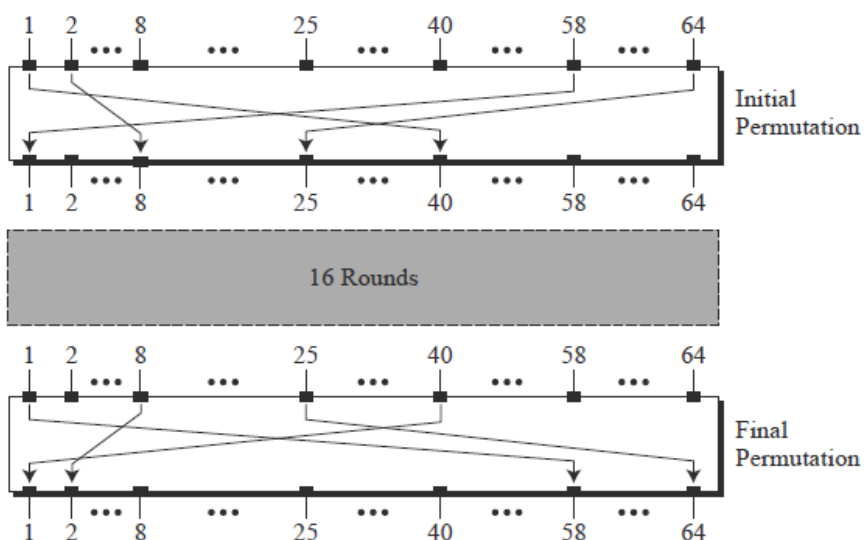 1 2 8 25 40 58 64
••• ••• ••• ••• •••
Initial
Permutation
••• ••• ••• ••• •••
1 2 8 25 40 58 64
16 Rounds
1 2 8 25 40 58 64
••• ••• ••• ••• •••
Final
Permutation
••• ••• ••• ••• •••
1 2 8 25 40 58 64